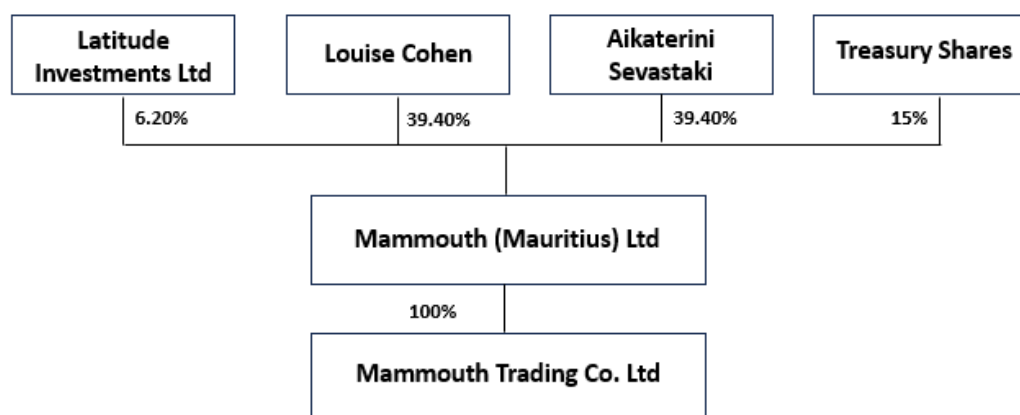 Latitude
Investments Ltd
Louise Cohen
Aikaterini
Sevastaki
Treasury Shares
6.20%
39.40%
39.40%
15%
Mammouth (Mauritius) Ltd
100%
Mammouth Trading Co. Ltd